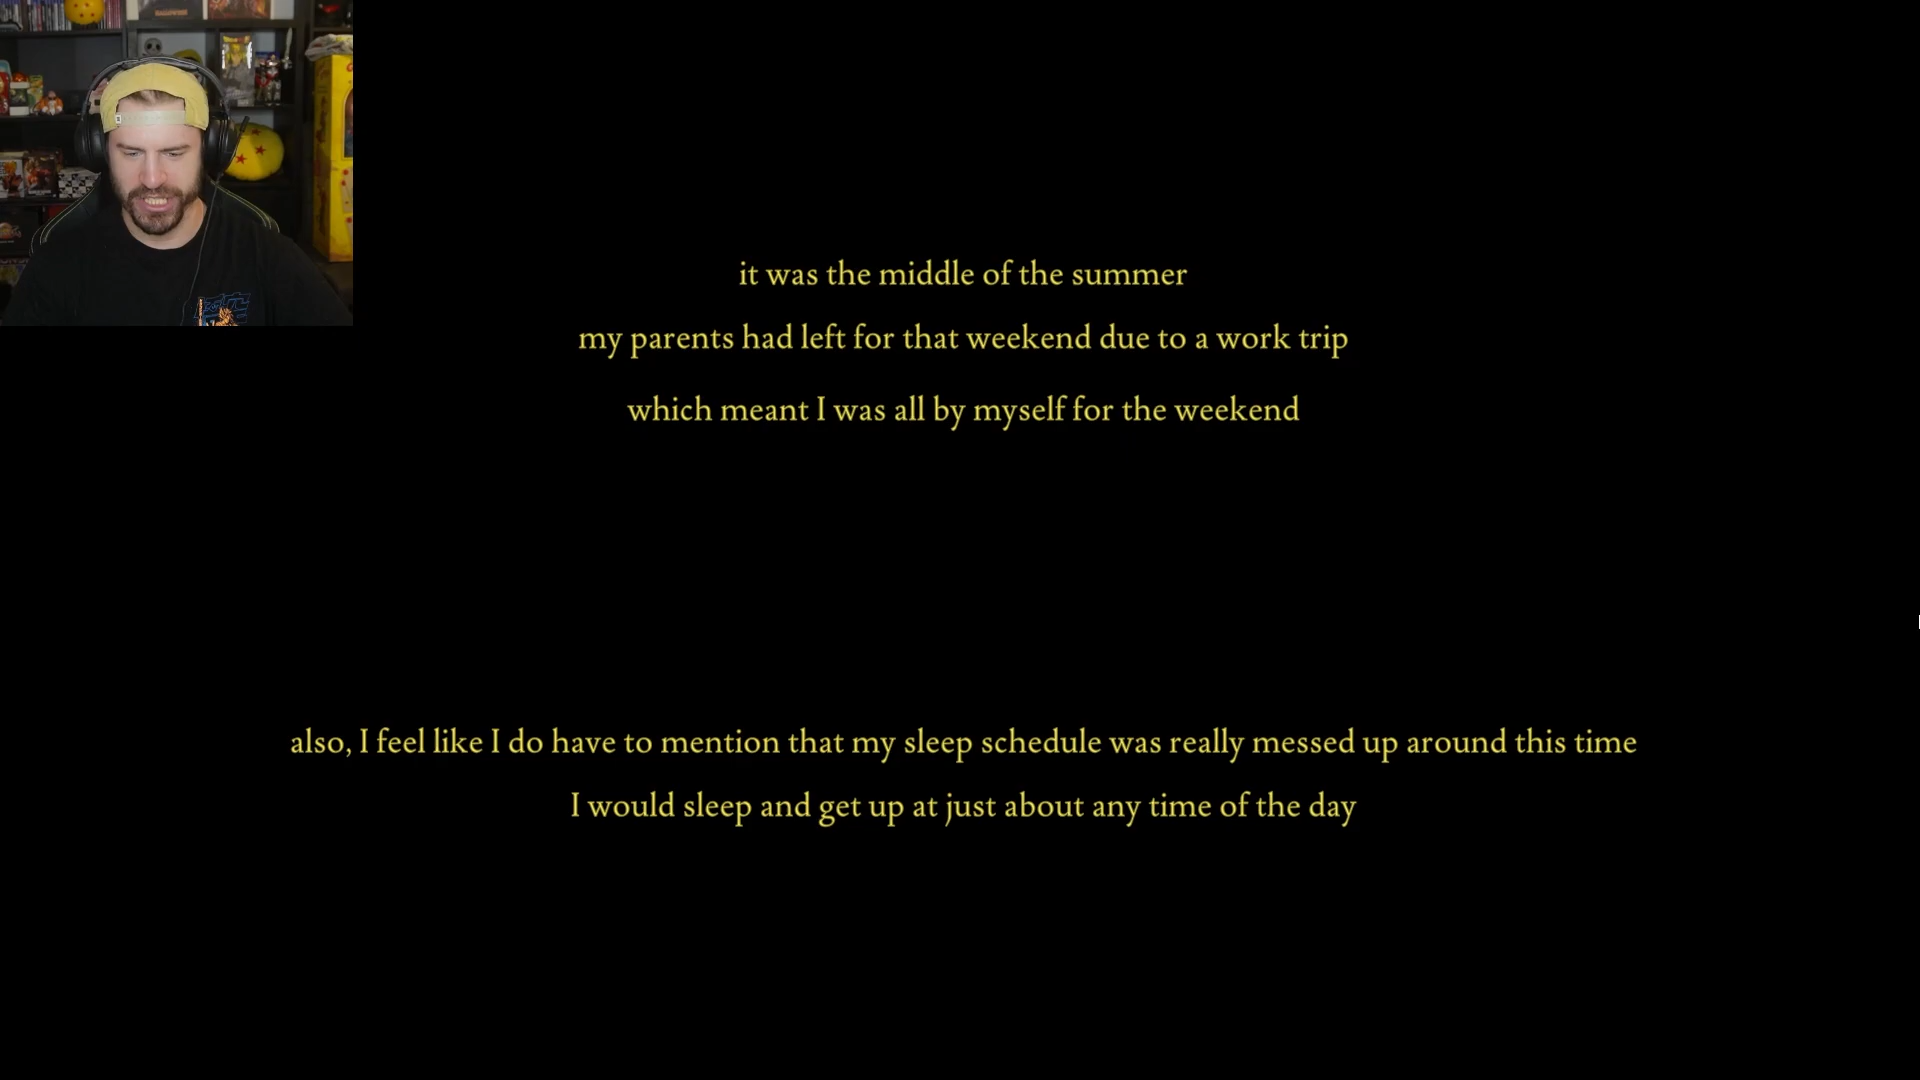 it was the middle of the summer
my parents had left for that weekend due to a work trip
which meant I was all by myself for the weekend
also, I feel like I do have to mention that my sleep schedule was really messed up around this time
I would sleep and get up at just about any time of the day